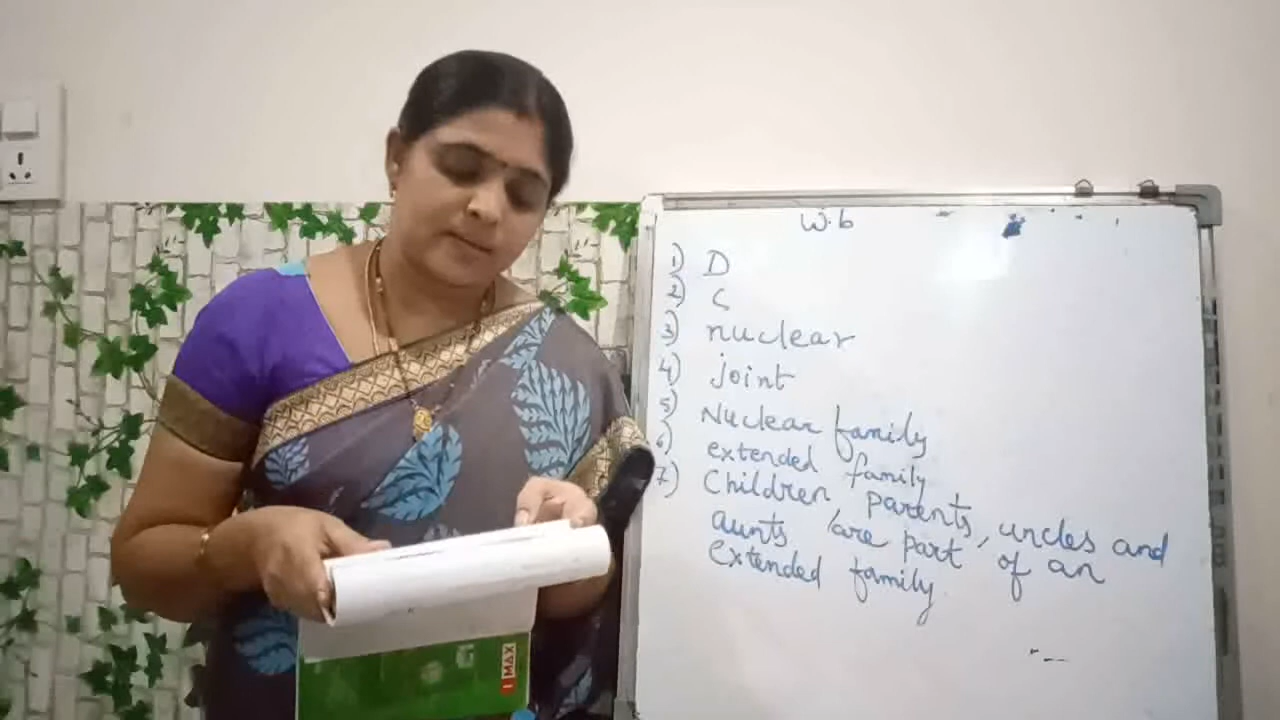 W.b
1) D
2) C
3) nuclear
4) joint
5) Nuclear family
6) extended family
7) Children parents, uncles and
aunts are part of an
extended family
IMAX